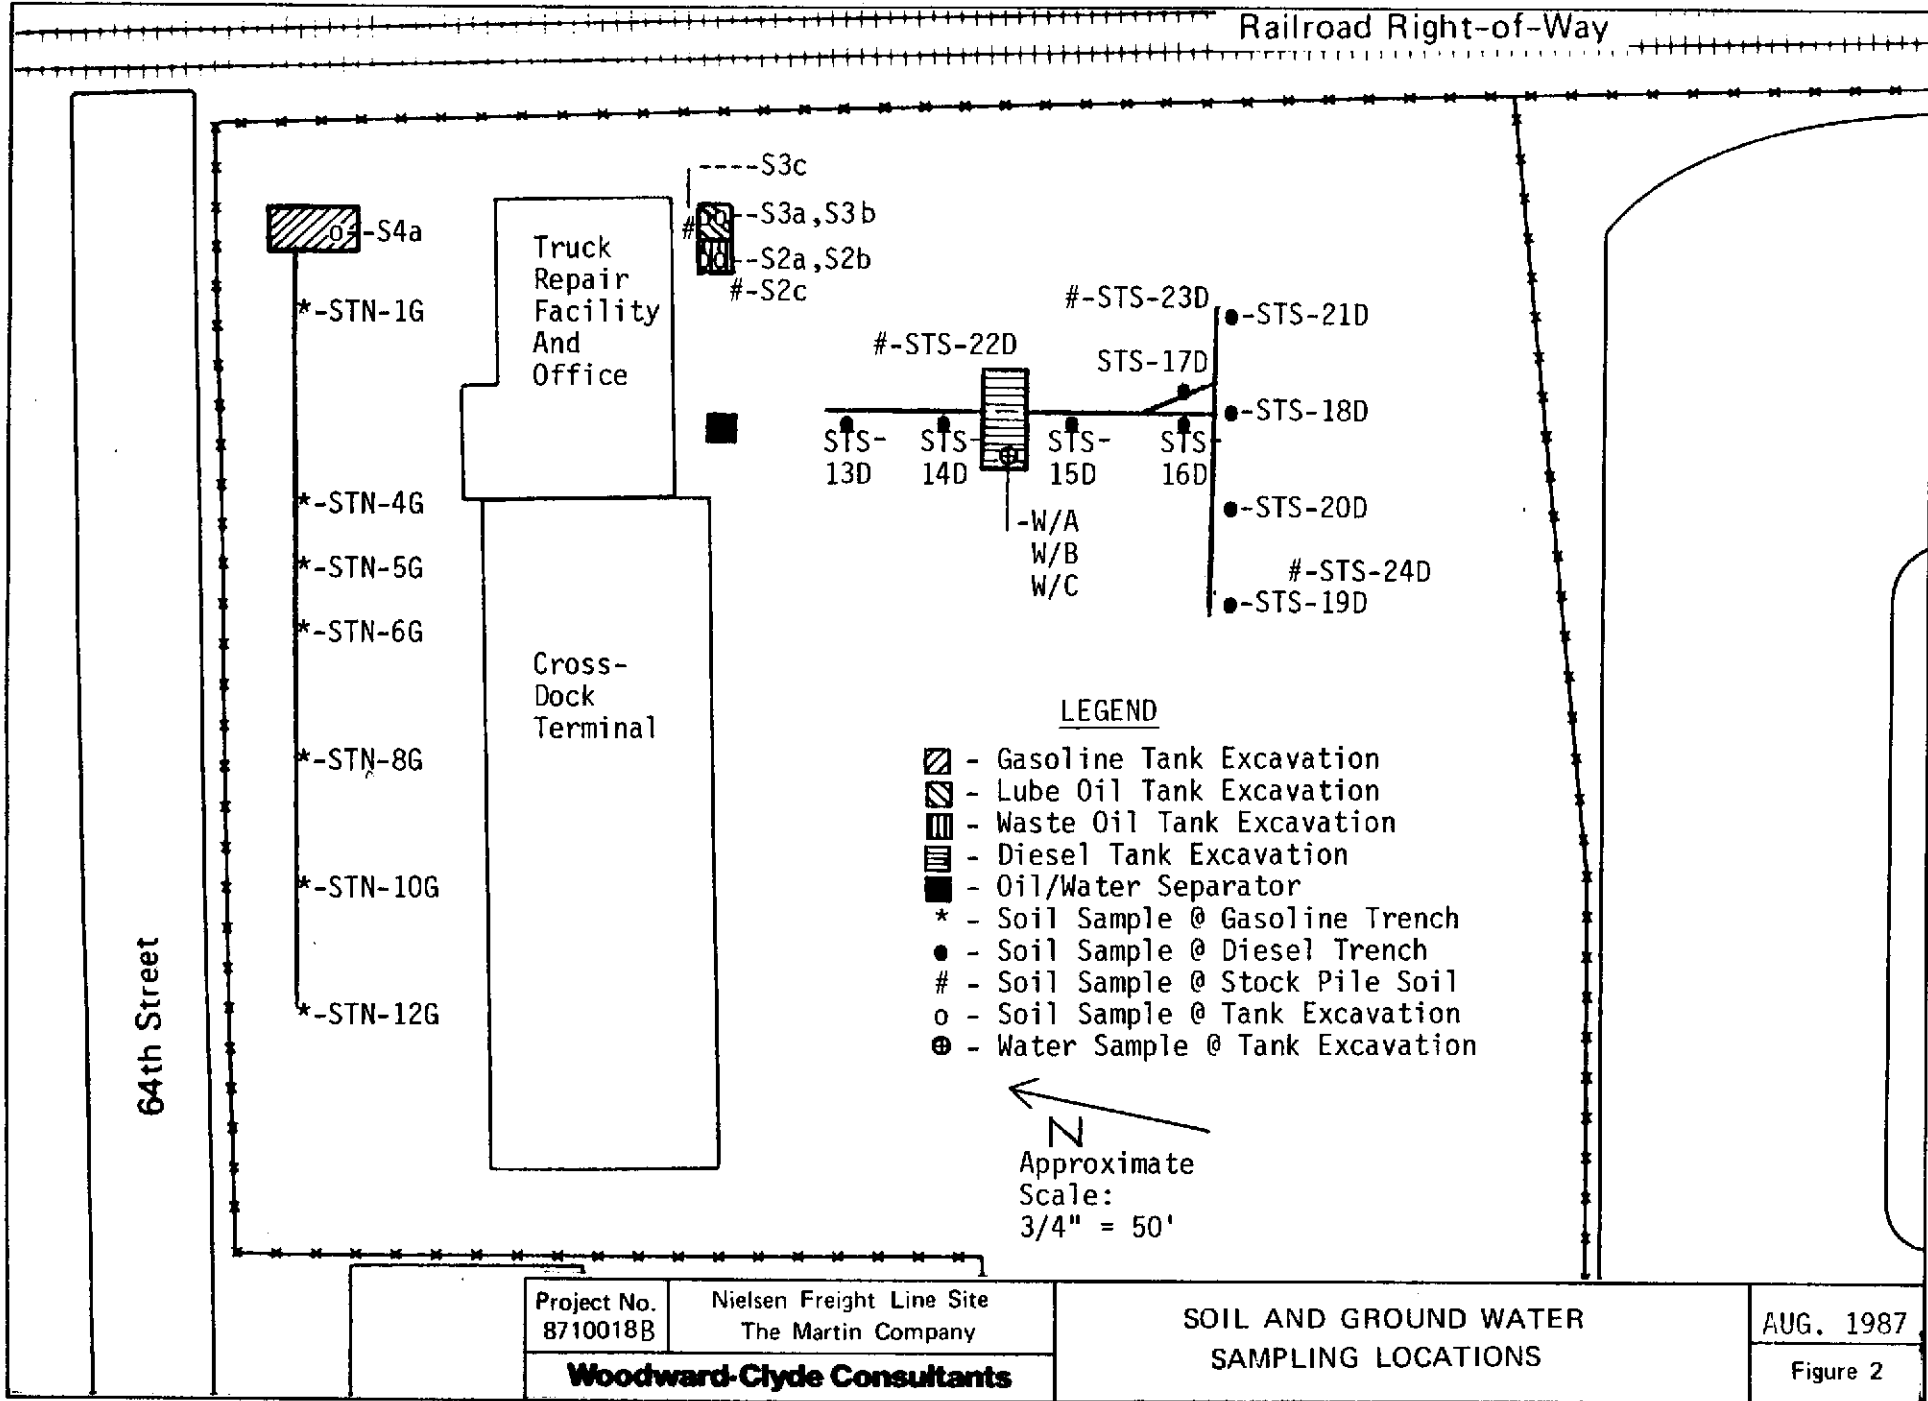 Railroad Right-of-Way
----S3c
#
--S3a,S3b
o--S4a
--S2a,S2b
#-S2c
Truck
Repair
Facility
And
Office
*-STN-1G
#-STS-23D
-STS-21D
#-STS-22D
STS-17D
-STS-18D
STS-
13D
STS-
14D
STS-
15D
STS-
16D
*-STN-4G
-STS-20D
-W/A
W/B
W/C
*-STN-5G
#-STS-24D
-STS-19D
*-STN-6G
Cross-
Dock
Terminal
*-STN-8G
*-STN-10G
*-STN-12G
64th Street
LEGEND
- Gasoline Tank Excavation
- Lube Oil Tank Excavation
- Waste Oil Tank Excavation
- Diesel Tank Excavation
- Oil/Water Separator
* - Soil Sample @ Gasoline Trench
● - Soil Sample @ Diesel Trench
# - Soil Sample @ Stock Pile Soil
o - Soil Sample @ Tank Excavation
⊕ - Water Sample @ Tank Excavation
N
Approximate
Scale:
3/4" = 50'
Project No.
8710018B
Nielsen Freight Line Site
The Martin Company
Woodward-Clyde Consultants
SOIL AND GROUND WATER
SAMPLING LOCATIONS
AUG. 1987
Figure 2